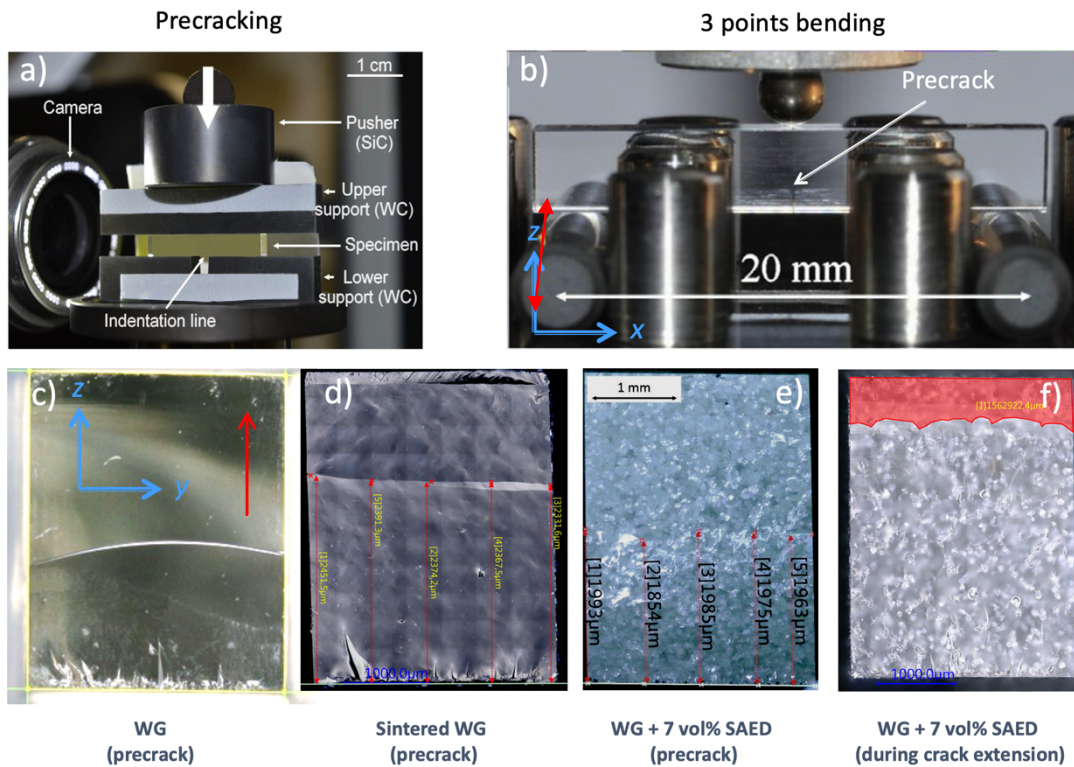 Precracking
3 points bending
a)
1 cm
Camera
Pusher
(SiC)
Upper
support (WC)
Specimen
Lower
support (WC)
Indentation line
b)
Precrack
20 mm
z
x
c)
z
y
d)
[1]2451.5µm
[5]2391.3µm
[2]2374.2µm
[4]2367.5µm
[3]2331.6µm
1000.0µm
1 mm
e)
[1]1993µm
[2]1854µm
[3]1985µm
[4]1975µm
[5]1963µm
f)
[1]1562922.4µm
1000.0µm
WG
(precrack)
Sintered WG
(precrack)
WG + 7 vol% SAED
(precrack)
WG + 7 vol% SAED
(during crack extension)